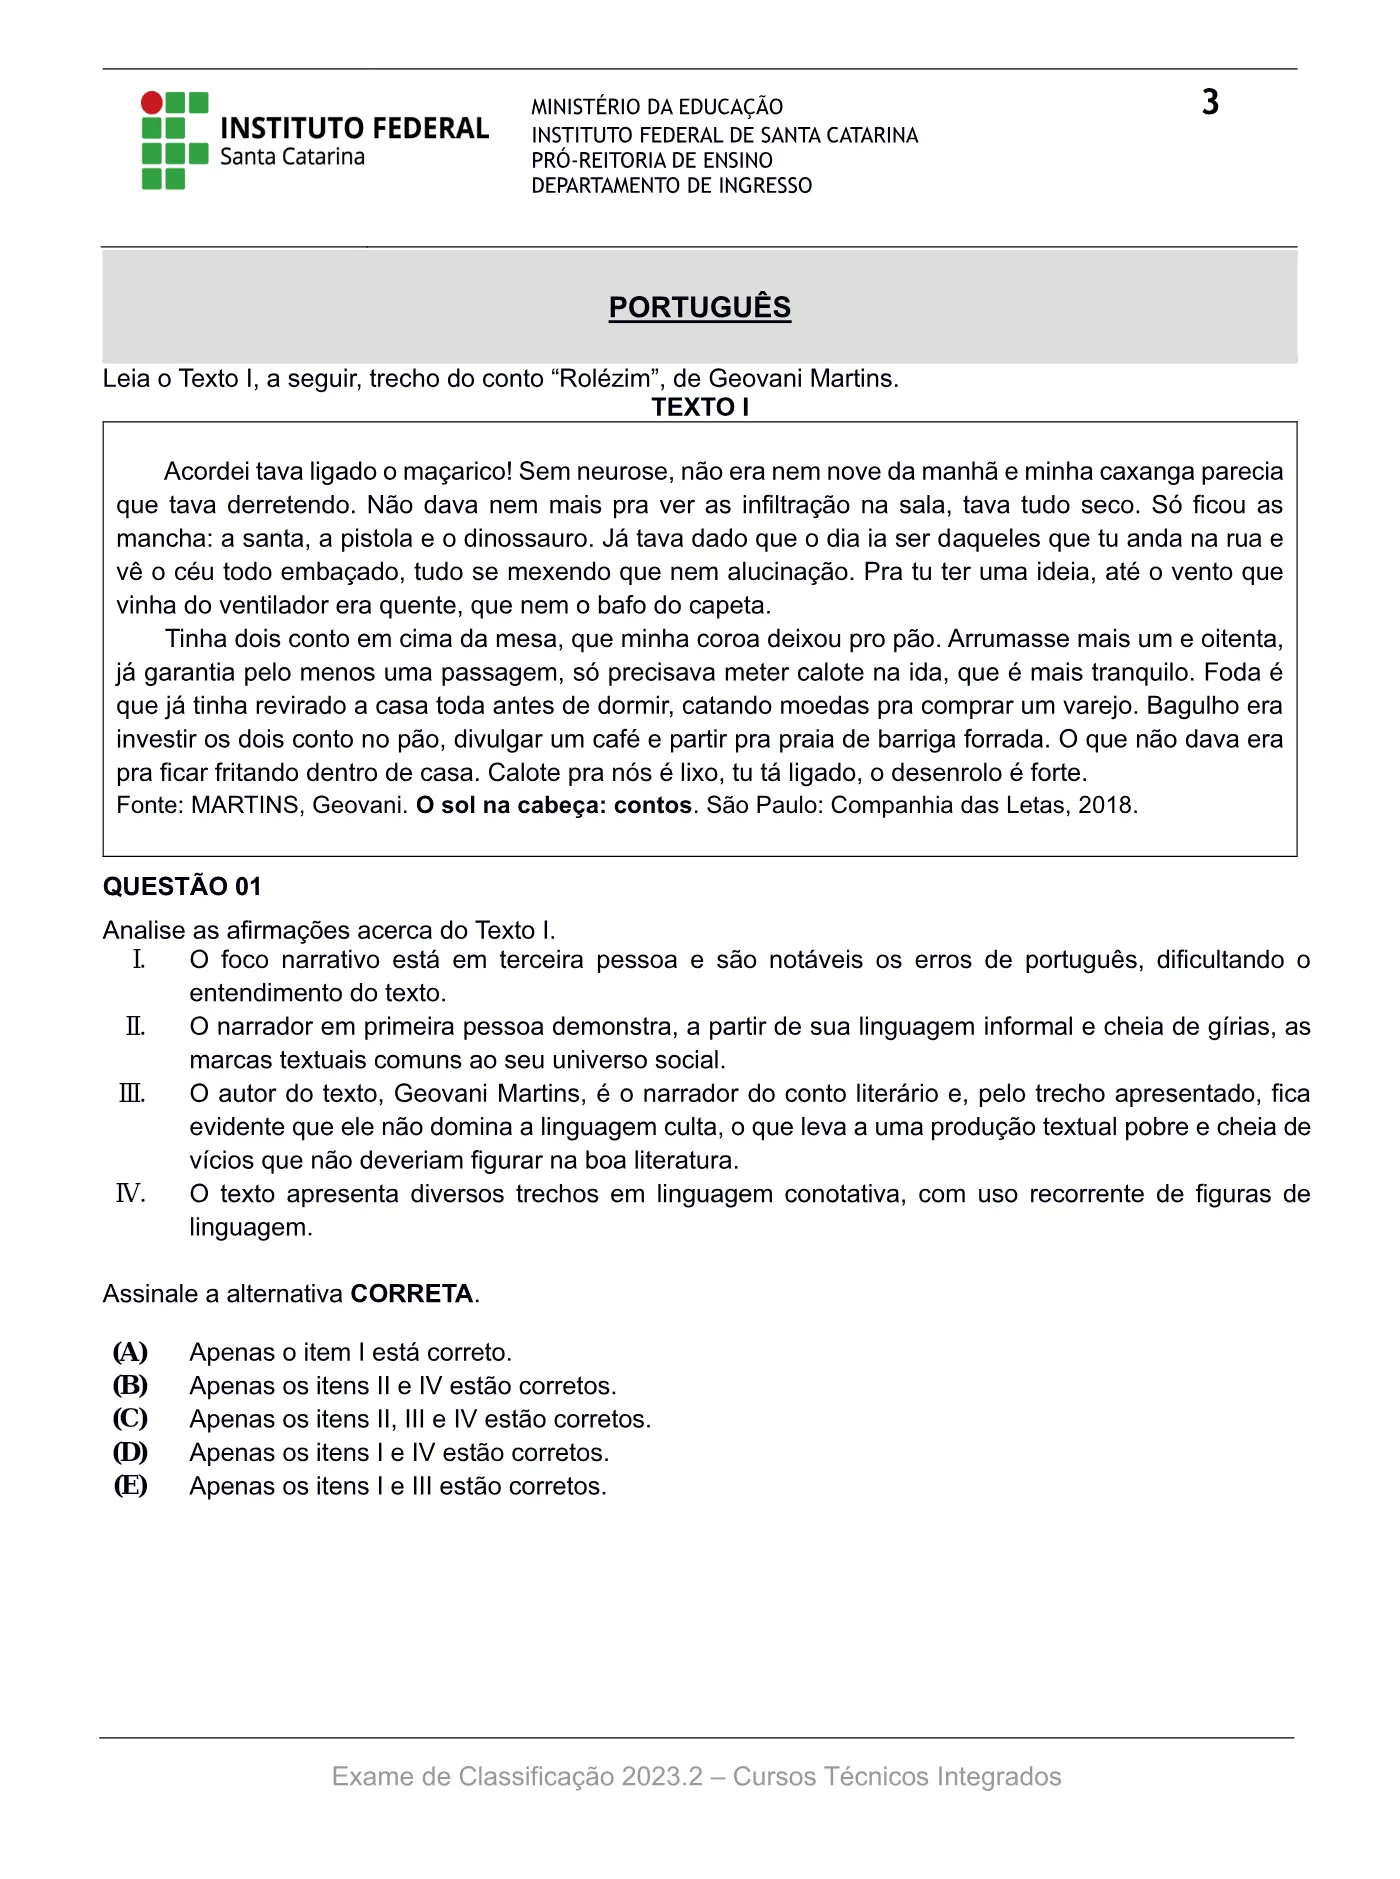 INSTITUTO FEDERAL
Santa Catarina
MINISTÉRIO DA EDUCAÇÃO
INSTITUTO FEDERAL DE SANTA CATARINA
PRÓ-REITORIA DE ENSINO
DEPARTAMENTO DE INGRESSO
3
PORTUGUÊS
Leia o Texto I, a seguir, trecho do conto “Rolézim”, de Geovani Martins.
TEXTO I
Acordei tava ligado o maçarico! Sem neurose, não era nem nove da manhã e minha caxanga parecia
que tava derretendo. Não dava nem mais pra ver as infiltração na sala, tava tudo seco. Só ficou as
mancha: a santa, a pistola e o dinossauro. Já tava dado que o dia ia ser daqueles que tu anda na rua e
vê o céu todo embaçado, tudo se mexendo que nem alucinação. Pra tu ter uma ideia, até o vento que
vinha do ventilador era quente, que nem o bafo do capeta.
Tinha dois conto em cima da mesa, que minha coroa deixou pro pão. Arrumasse mais um e oitenta,
já garantia pelo menos uma passagem, só precisava meter calote na ida, que é mais tranquilo. Foda é
que já tinha revirado a casa toda antes de dormir, catando moedas pra comprar um varejo. Bagulho era
investir os dois conto no pão, divulgar um café e partir pra praia de barriga forrada. O que não dava era
pra ficar fritando dentro de casa. Calote pra nós é lixo, tu tá ligado, o desenrolo é forte.
Fonte: MARTINS, Geovani. O sol na cabeça: contos. São Paulo: Companhia das Letas, 2018.
QUESTÃO 01
Analise as afirmações acerca do Texto I.
I. O foco narrativo está em terceira pessoa e são notáveis os erros de português, dificultando o
entendimento do texto.
II. O narrador em primeira pessoa demonstra, a partir de sua linguagem informal e cheia de gírias, as
marcas textuais comuns ao seu universo social.
III. O autor do texto, Geovani Martins, é o narrador do conto literário e, pelo trecho apresentado, fica
evidente que ele não domina a linguagem culta, o que leva a uma produção textual pobre e cheia de
vícios que não deveriam figurar na boa literatura.
IV. O texto apresenta diversos trechos em linguagem conotativa, com uso recorrente de figuras de
linguagem.
Assinale a alternativa CORRETA.
(A) Apenas o item I está correto.
(B) Apenas os itens II e IV estão corretos.
(C) Apenas os itens II, III e IV estão corretos.
(D) Apenas os itens I e IV estão corretos.
(E) Apenas os itens I e III estão corretos.
Exame de Classificação 2023.2 – Cursos Técnicos Integrados